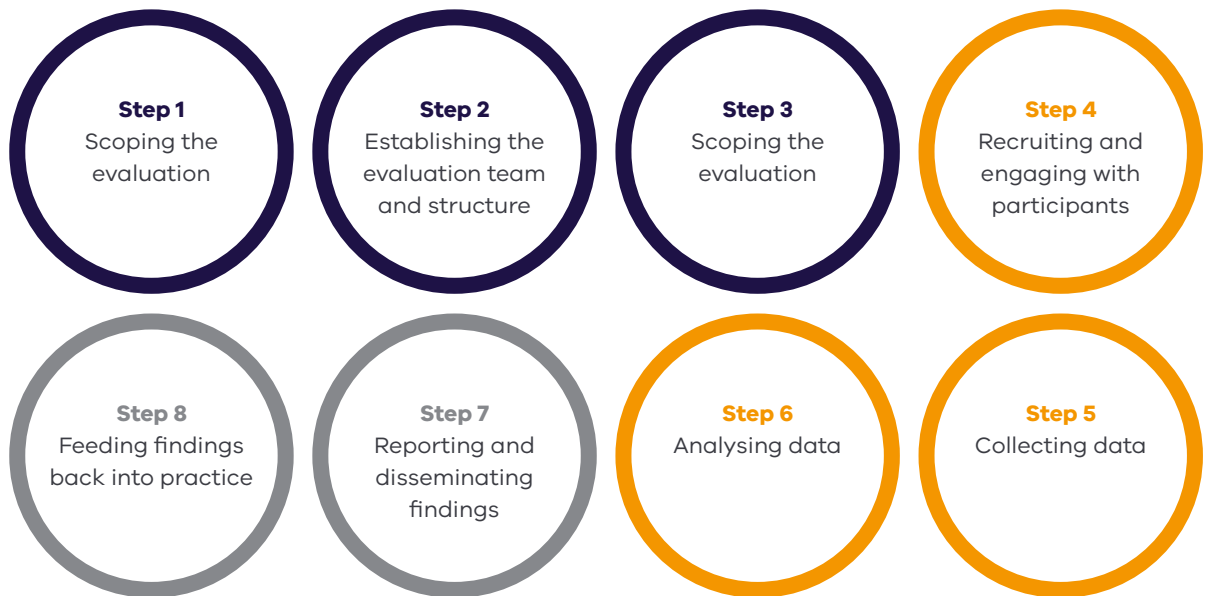 Step 1
Scoping the
evaluation
Step 2
Establishing the
evaluation team
and structure
Step 3
Scoping the
evaluation
Step 4
Recruiting and
engaging with
participants
Step 8
Feeding findings
back into practice
Step 7
Reporting and
disseminating
findings
Step 6
Analysing data
Step 5
Collecting data